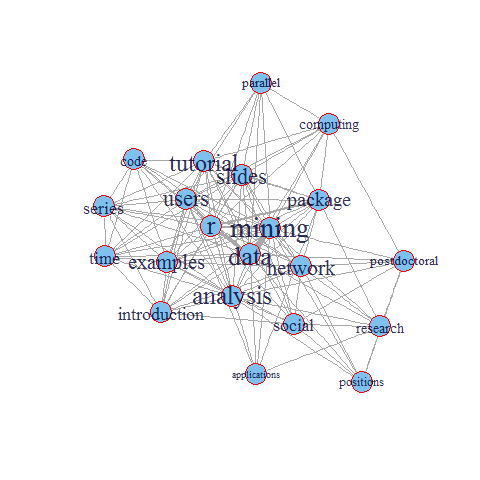 parallel
computing
code
tutorial
slides
users
package
series
r
mining
time
examples
data
network
postdoctoral
analysis
introduction
social
research
applications
positions